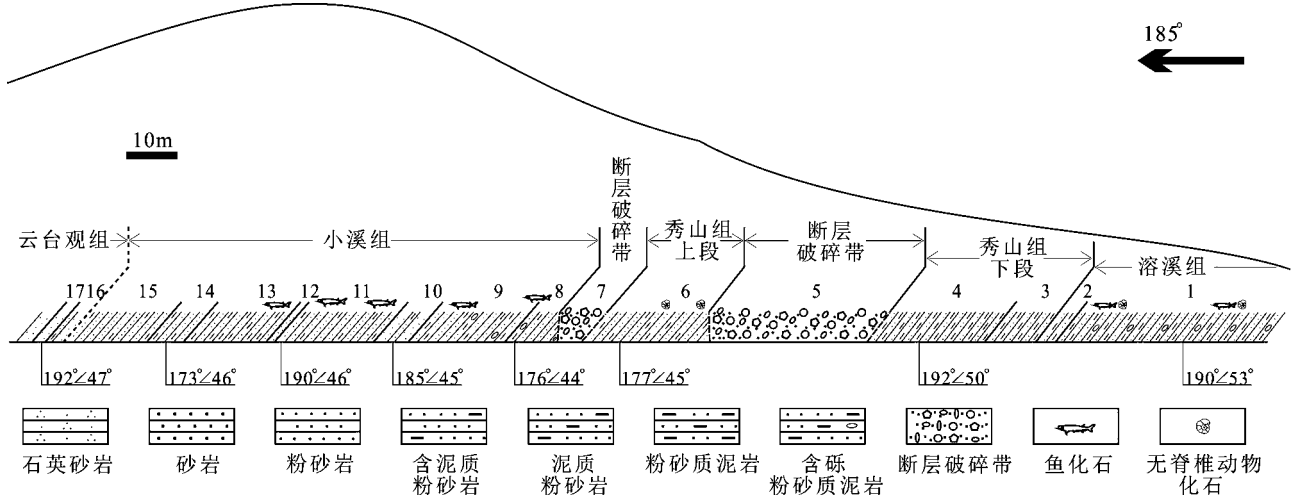 185°
10m
断层破碎带
云台观组
小溪组
秀山组
上段
断层
破碎带
秀山组
下段
溶溪组
17 16 15 14 13 12 11 10 9 8 7 6 5 4 3 2 1
192°∠47°
173°∠46°
190°∠46°
185°∠45°
176°∠44°
177°∠45°
192°∠50°
190°∠53°
石英砂岩
砂岩
粉砂岩
含泥质
粉砂岩
泥质
粉砂岩
粉砂质泥岩
含砾
粉砂质泥岩
断层破碎带
鱼化石
无脊椎动物
化石